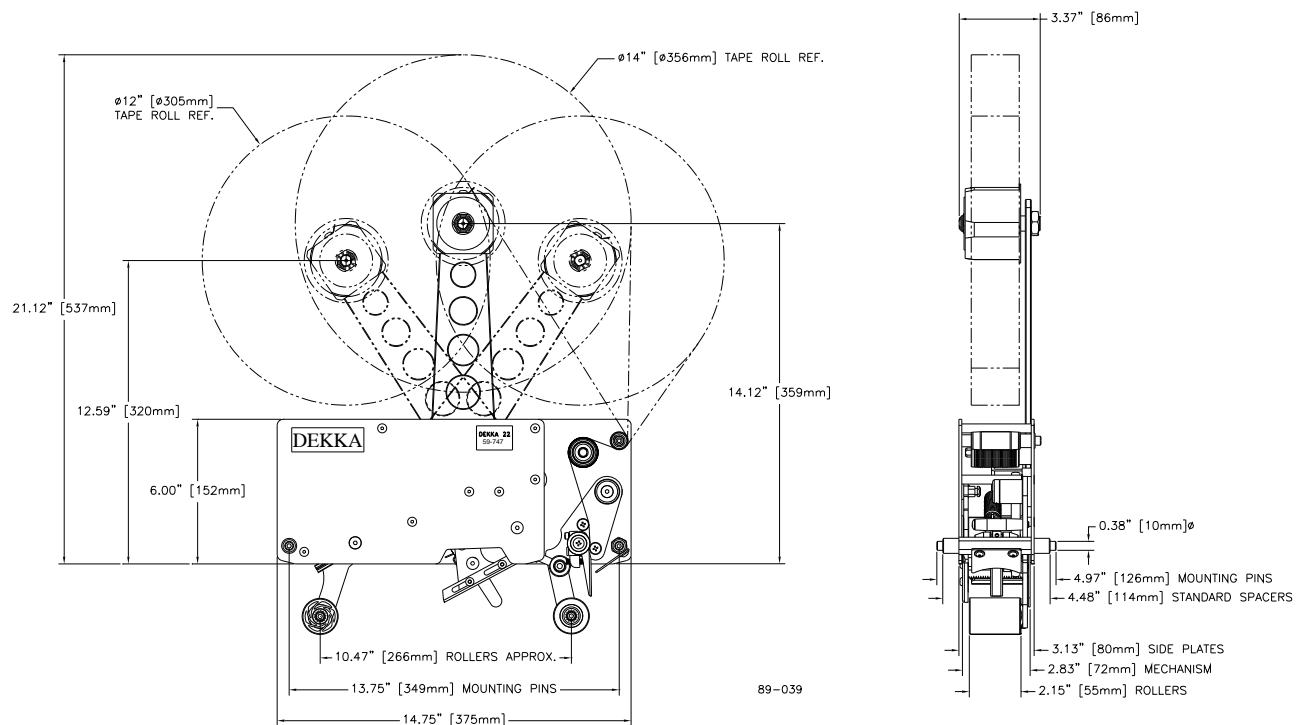 3.37" [86mm]
ø14" [ø356mm] TAPE ROLL REF.
ø12" [ø305mm]
TAPE ROLL REF.
21.12" [537mm]
12.59" [320mm]
14.12" [359mm]
DEKKA
DEKKA 22
59-747
6.00" [152mm]
0.38" [10mm]ø
4.97" [126mm] MOUNTING PINS
4.48" [114mm] STANDARD SPACERS
3.13" [80mm] SIDE PLATES
2.83" [72mm] MECHANISM
2.15" [55mm] ROLLERS
10.47" [266mm] ROLLERS APPROX.
13.75" [349mm] MOUNTING PINS
89-039
14.75" [375mm]